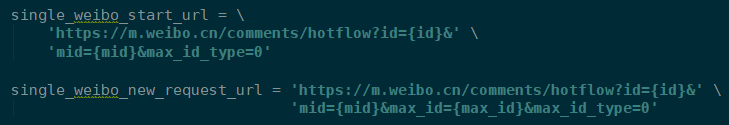 single_weibo_start_url = \
'https://m.weibo.cn/comments/hotflow?id={id}&' \
'mid={mid}&max_id_type=0'
single_weibo_new_request_url = 'https://m.weibo.cn/comments/hotflow?id={id}&' \
'mid={mid}&max_id={max_id}&max_id_type=0'